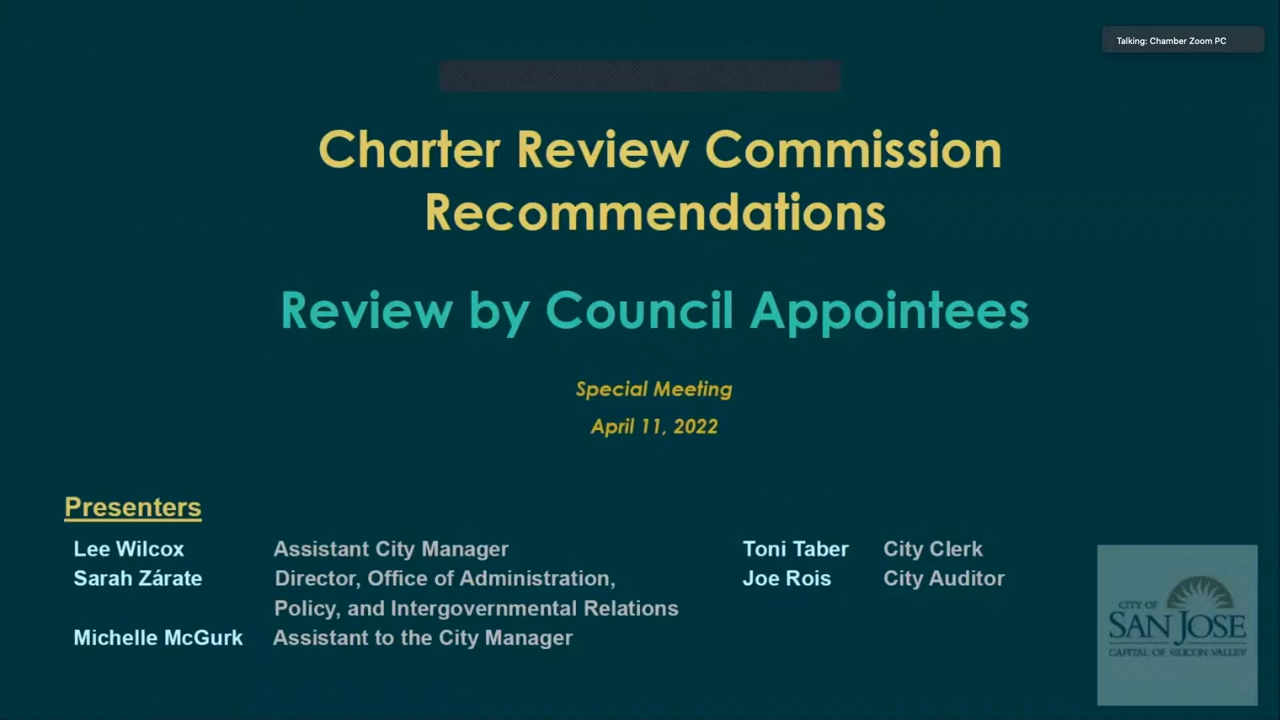 Talking: Chamber Zoom PC
Charter Review Commission
Recommendations
Review by Council Appointees
Special Meeting
April 11, 2022
Presenters
Lee Wilcox Assistant City Manager
Sarah Zárate Director, Office of Administration,
Policy, and Intergovernmental Relations
Michelle McGurk Assistant to the City Manager
Toni Taber City Clerk
Joe Rois City Auditor
CITY OF
SAN JOSE
CAPITAL OF SILICON VALLEY